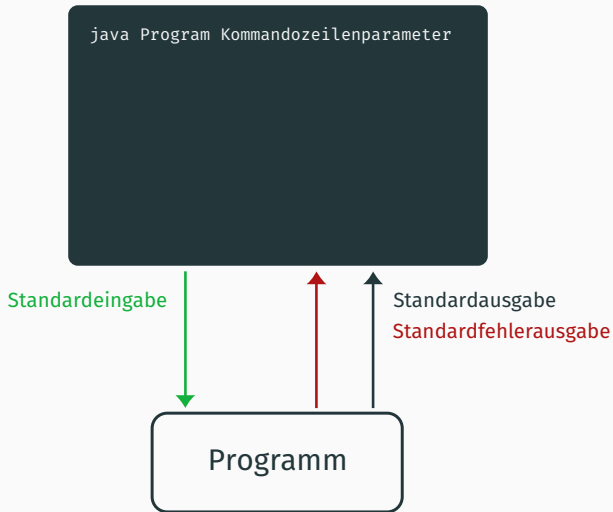 java Program Kommandozeilenparameter
Standardeingabe
Standardausgabe
Standardfehlerausgabe
Programm